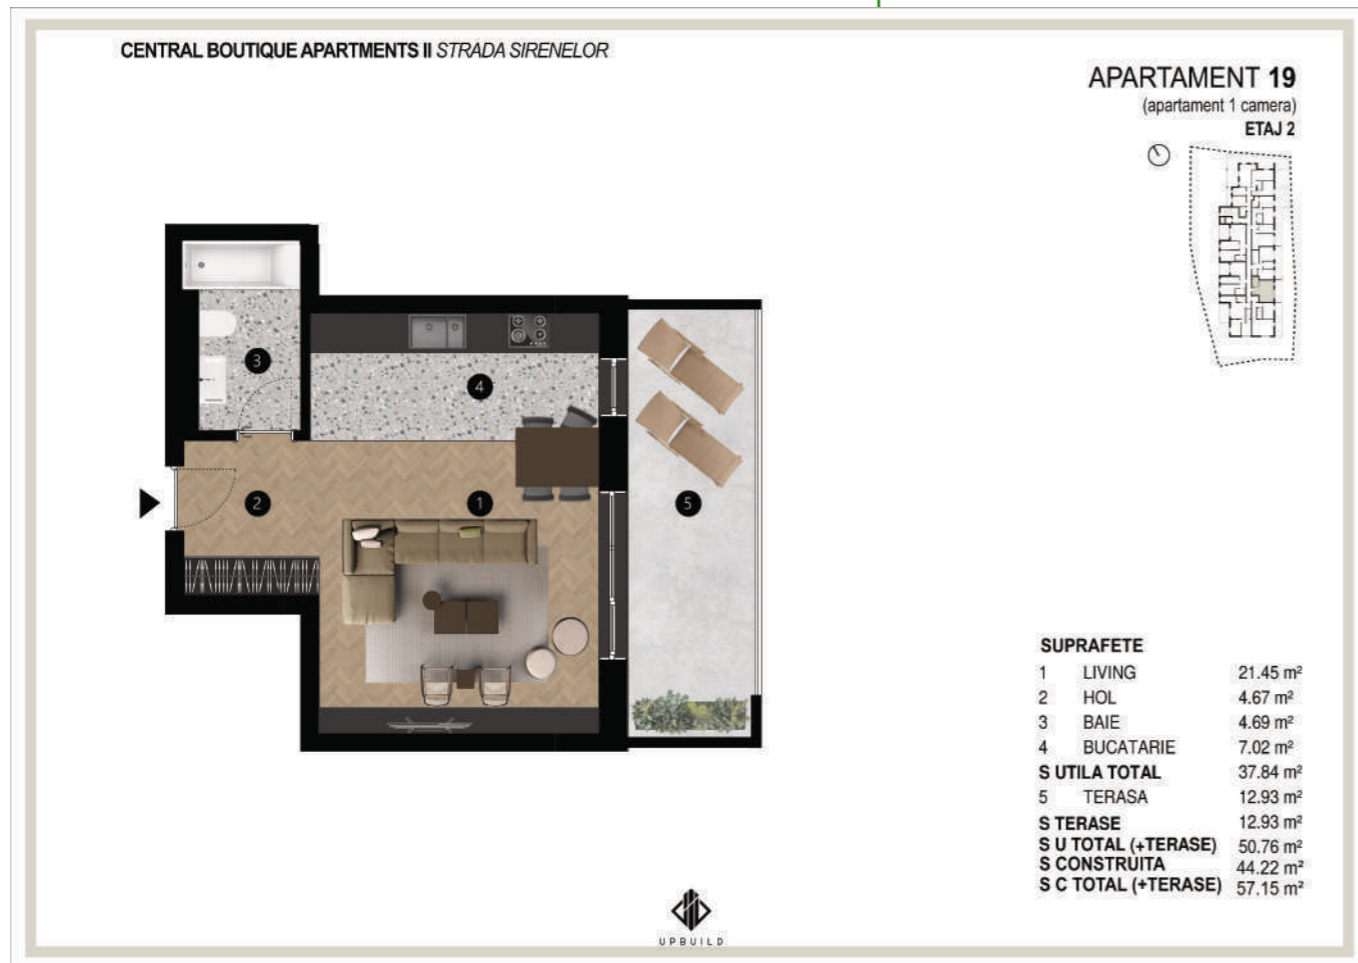 CENTRAL BOUTIQUE APARTMENTS II STRADA SIRENELOR
APARTAMENT 19
(apartament 1 camera)
ETAJ 2
3
4
2
1
5
SUPRAFETE
1 LIVING 21.45 m²
2 HOL 4.67 m²
3 BAIE 4.69 m²
4 BUCATARIE 7.02 m²
S UTILA TOTAL 37.84 m²
5 TERASA 12.93 m²
S TERASE 12.93 m²
S U TOTAL (+TERASE) 50.76 m²
S CONSTRUITA 44.22 m²
S C TOTAL (+TERASE) 57.15 m²
UPBUILD